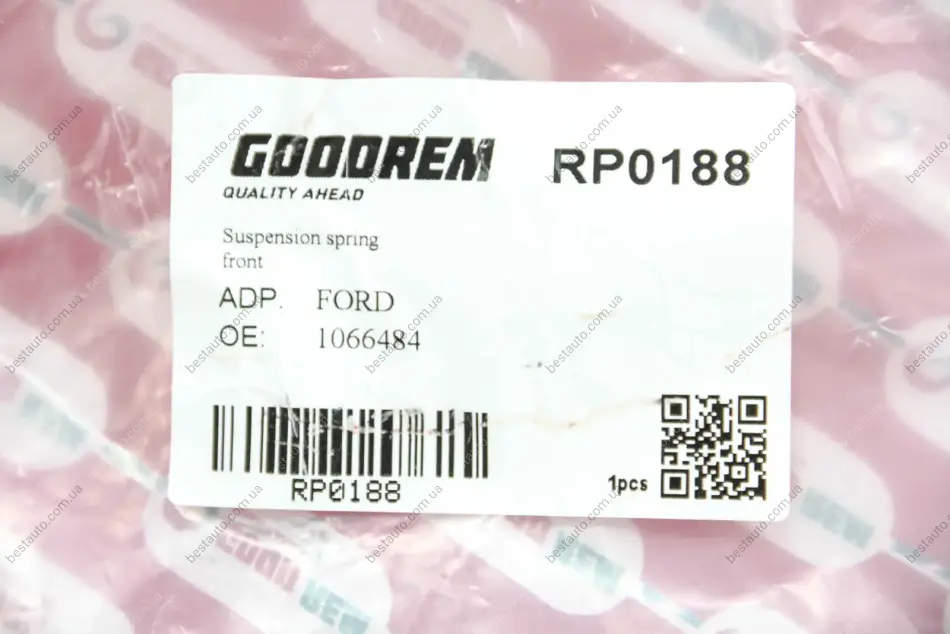 GOODREM
RP0188
QUALITY AHEAD
Suspension spring
front
ADP. FORD
OE: 1066484
RP0188
1pcs
bestauto.com.ua